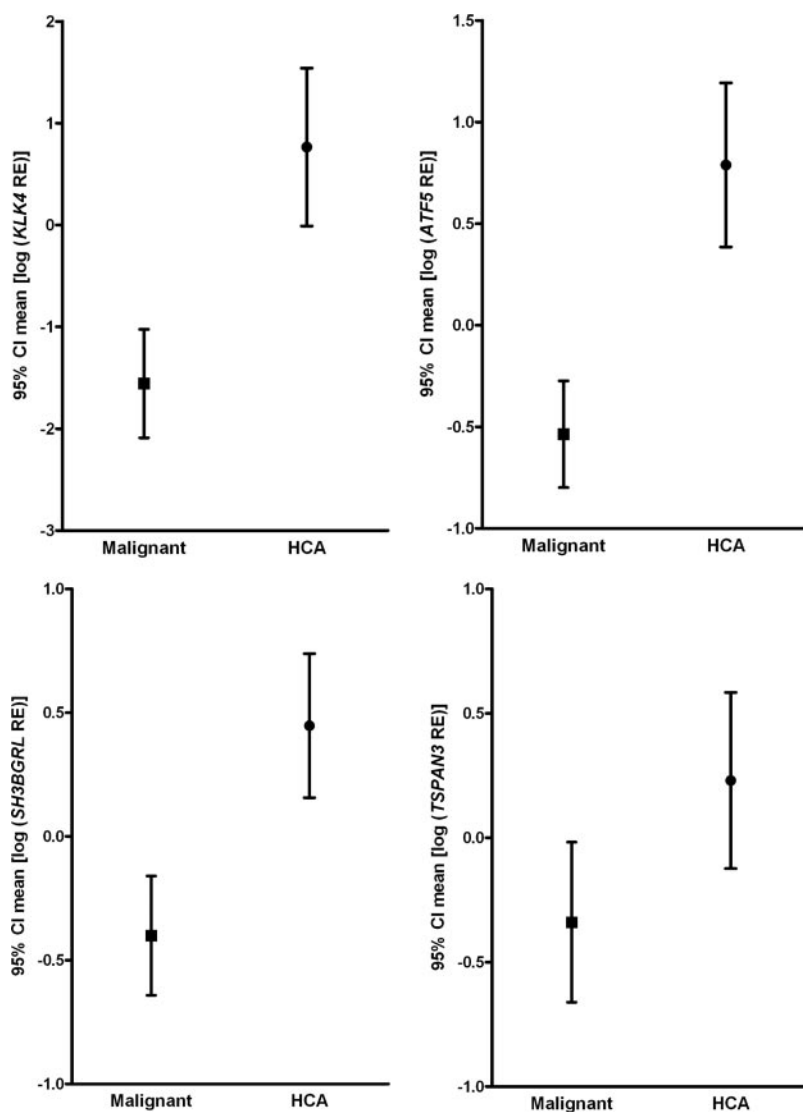 95% CI mean [log (KLK4 RE)]
2
1
0
-1
-2
-3
Malignant HCA
95% CI mean [log (ATF5 RE)]
1.5
1.0
0.5
0.0
-0.5
-1.0
Malignant HCA
95% CI mean [log (SH3BGRL RE)]
1.0
0.5
0.0
-0.5
-1.0
Malignant HCA
95% CI mean [log (TSPAN3 RE)]
1.0
0.5
0.0
-0.5
-1.0
Malignant HCA